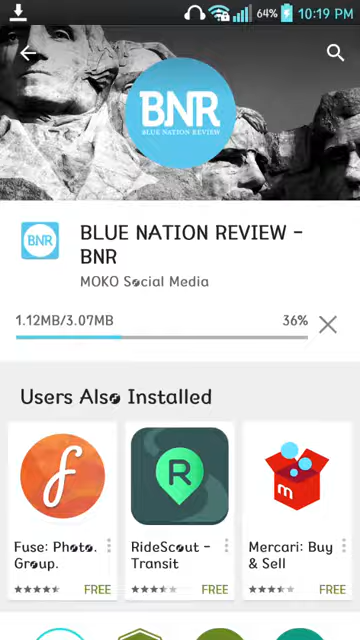 64% 10:19 PM
BNR
BLUE NATION REVIEW
BNR
BLUE NATION REVIEW –
BNR
MOKO Social Media
1.12MB/3.07MB 36%
Users Also Installed
f
R
m
Fuse: Photo.
Group.
FREE
RideScout –
Transit
FREE
Mercari: Buy
& Sell
FREE